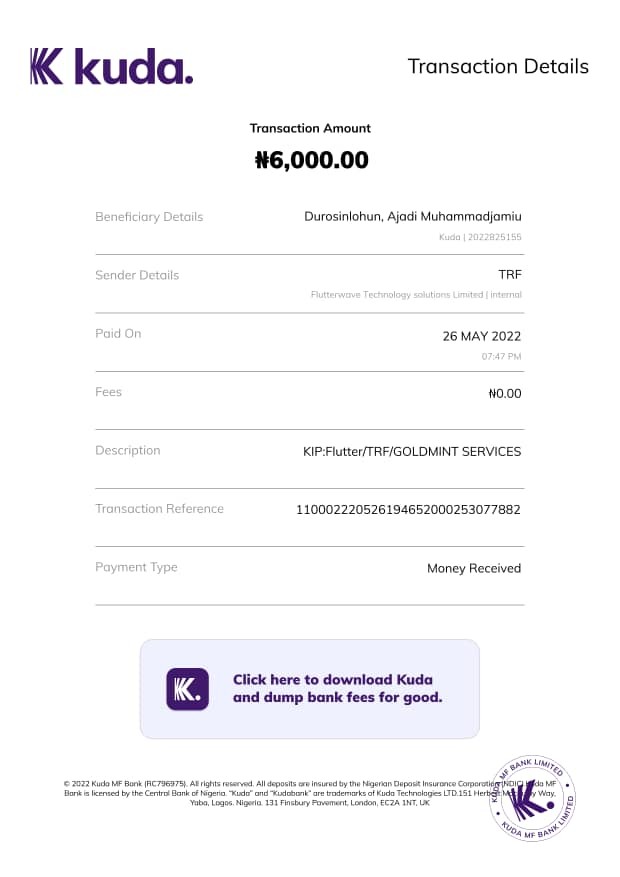 kuda.
Transaction Details
Transaction Amount
₦6,000.00
Beneficiary Details
Durosinlohun, Ajadi Muhammadjamiu
Kuda | 2022825155
Sender Details
TRF
Flutterwave Technology solutions Limited | internal
Paid On
26 MAY 2022
07:47 PM
Fees
₦0.00
Description
KIP:Flutter/TRF/GOLDMINT SERVICES
Transaction Reference
110002220526194652000253077882
Payment Type
Money Received
Click here to download Kuda
and dump bank fees for good.
© 2022 Kuda MF Bank (RC796975). All rights reserved. All deposits are insured by the Nigerian Deposit Insurance Corporation (NDIC) Kuda MF
Bank is licensed by the Central Bank of Nigeria. "Kuda" and "Kudabank" are trademarks of Kuda Technologies LTD.151 Way,
Yaba, Lagos. Nigeria. 131 Finsbury Pavement, London, EC2A 1NT, UK
KUDA MF BANK LIMITED
KUDA MF BANK LIMITED